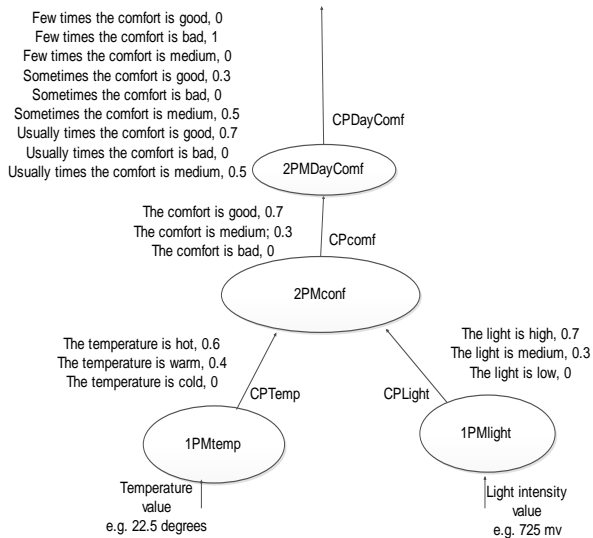 Few times the comfort is good, 0
Few times the comfort is bad, 1
Few times the comfort is medium, 0
Sometimes the comfort is good, 0.3
Sometimes the comfort is bad, 0
Sometimes the comfort is medium, 0.5
Usually times the comfort is good, 0.7
Usually times the comfort is bad, 0
Usually times the comfort is medium, 0.5
CPDayComf
2PMDayComf
The comfort is good, 0.7
The comfort is medium; 0.3
The comfort is bad, 0
CPcomf
2PMconf
The temperature is hot, 0.6
The temperature is warm, 0.4
The temperature is cold, 0
CPTemp
The light is high, 0.7
The light is medium, 0.3
The light is low, 0
CPLight
1PMtemp
1PMlight
Temperature
value
e.g. 22.5 degrees
Light intensity
value
e.g. 725 mv